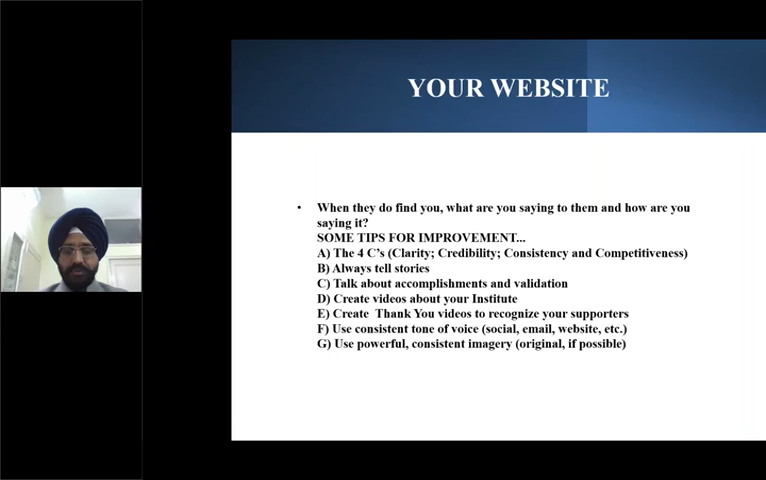 YOUR WEBSITE
• When they do find you, what are you saying to them and how are you
saying it?
SOME TIPS FOR IMPROVEMENT...
A) The 4 C's (Clarity; Credibility; Consistency and Competitiveness)
B) Always tell stories
C) Talk about accomplishments and validation
D) Create videos about your Institute
E) Create Thank You videos to recognize your supporters
F) Use consistent tone of voice (social, email, website, etc.)
G) Use powerful, consistent imagery (original, if possible)